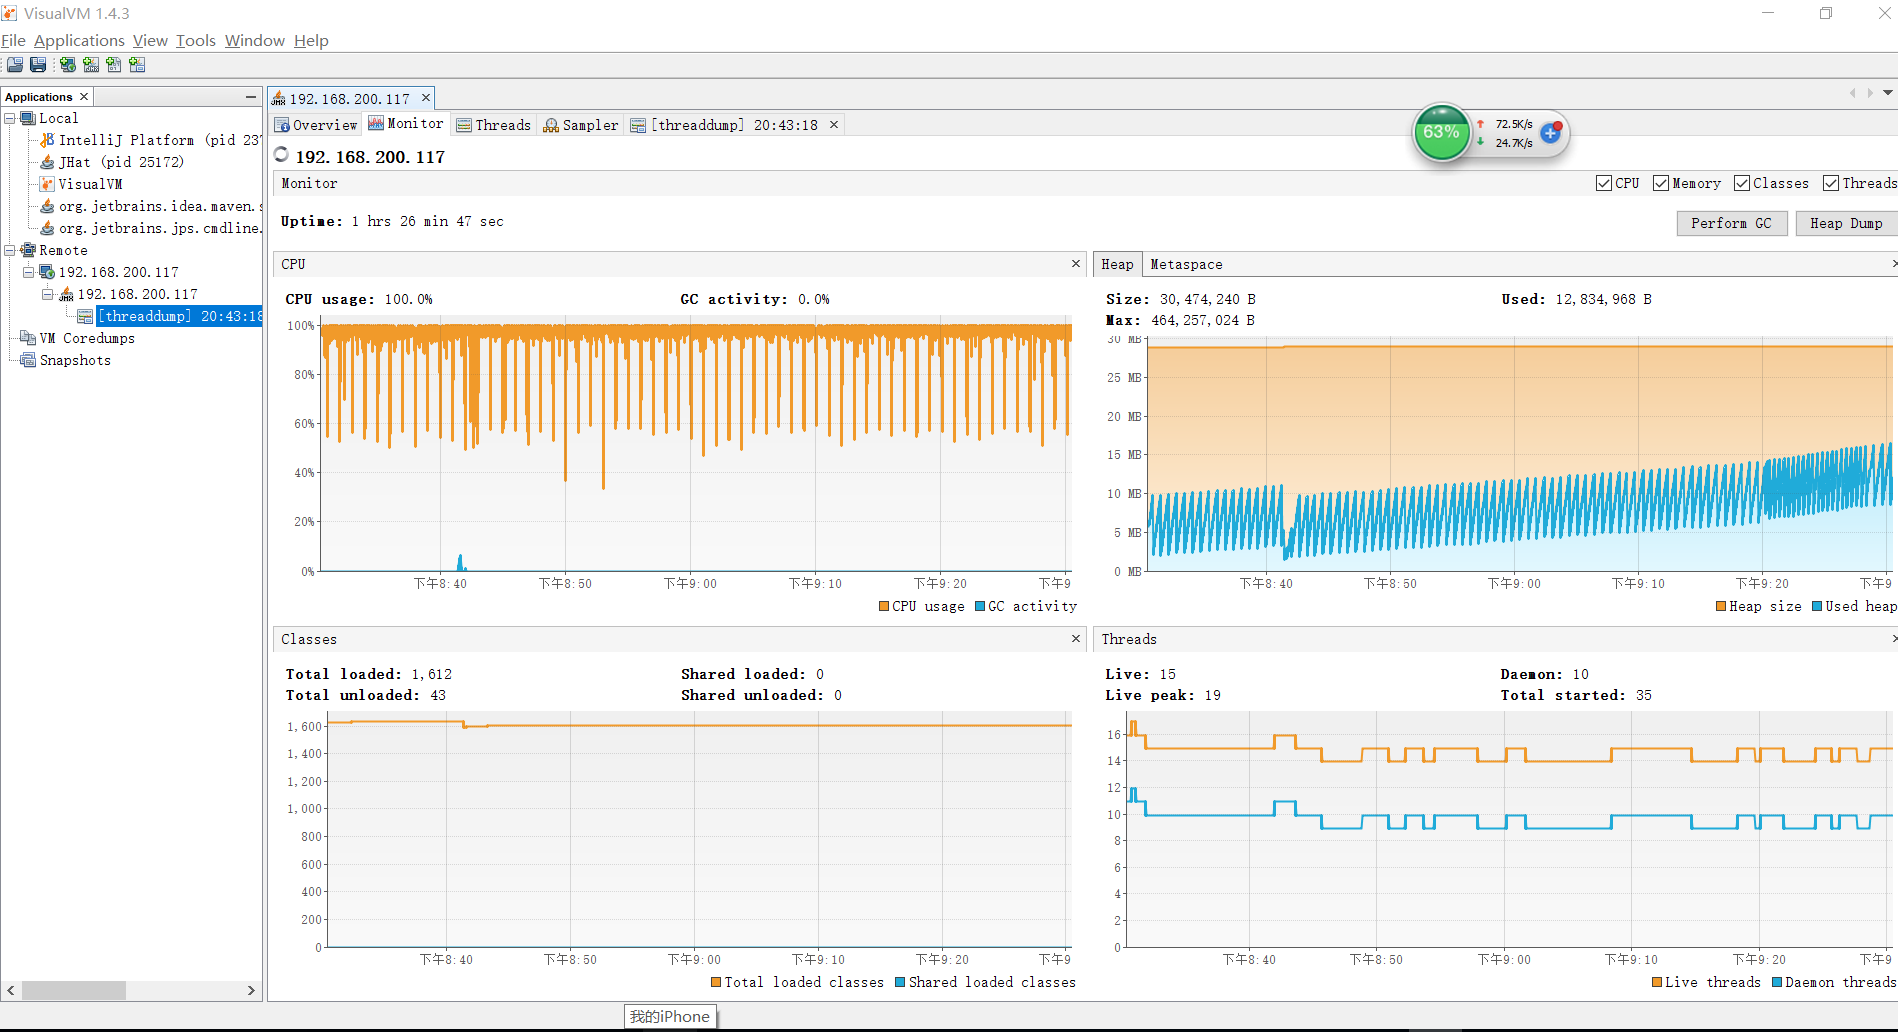 VisualVM 1.4.3
File Applications View Tools Window Help
Applications
Local
IntelliJ Platform (pid 237
JHat (pid 25172)
VisualVM
org.jetbrains.idea.maven.s
org.jetbrains.jps.cmdline.
Remote
192.168.200.117
192.168.200.117
[threaddump] 20:43:18
VM Coredumps
Snapshots
192.168.200.117
Overview Monitor Threads Sampler [threaddump] 20:43:18
192.168.200.117
63% 72.5K/s
24.7K/s
Monitor
CPU Memory Classes Threads
Uptime: 1 hrs 26 min 47 sec
Perform GC Heap Dump
CPU
CPU usage: 100.0% GC activity: 0.0%
100%
80%
60%
40%
20%
0%
下午8:40 下午8:50 下午9:00 下午9:10 下午9:20 下午9
CPU usage GC activity
Heap Metaspace
Size: 30,474,240 B Used: 12,834,968 B
Max: 464,257,024 B
30 MB
25 MB
20 MB
15 MB
10 MB
5 MB
0 MB
下午8:40 下午8:50 下午9:00 下午9:10 下午9:20 下午9
Heap size Used heap
Classes
Total loaded: 1,612 Shared loaded: 0
Total unloaded: 43 Shared unloaded: 0
1,600
1,400
1,200
1,000
800
600
400
200
0
下午8:40 下午8:50 下午9:00 下午9:10 下午9:20 下午9
Total loaded classes Shared loaded classes
Threads
Live: 15 Daemon: 10
Live peak: 19 Total started: 35
16
14
12
10
8
6
4
2
0
下午8:40 下午8:50 下午9:00 下午9:10 下午9:20 下午9
Live threads Daemon threads
我的iPhone